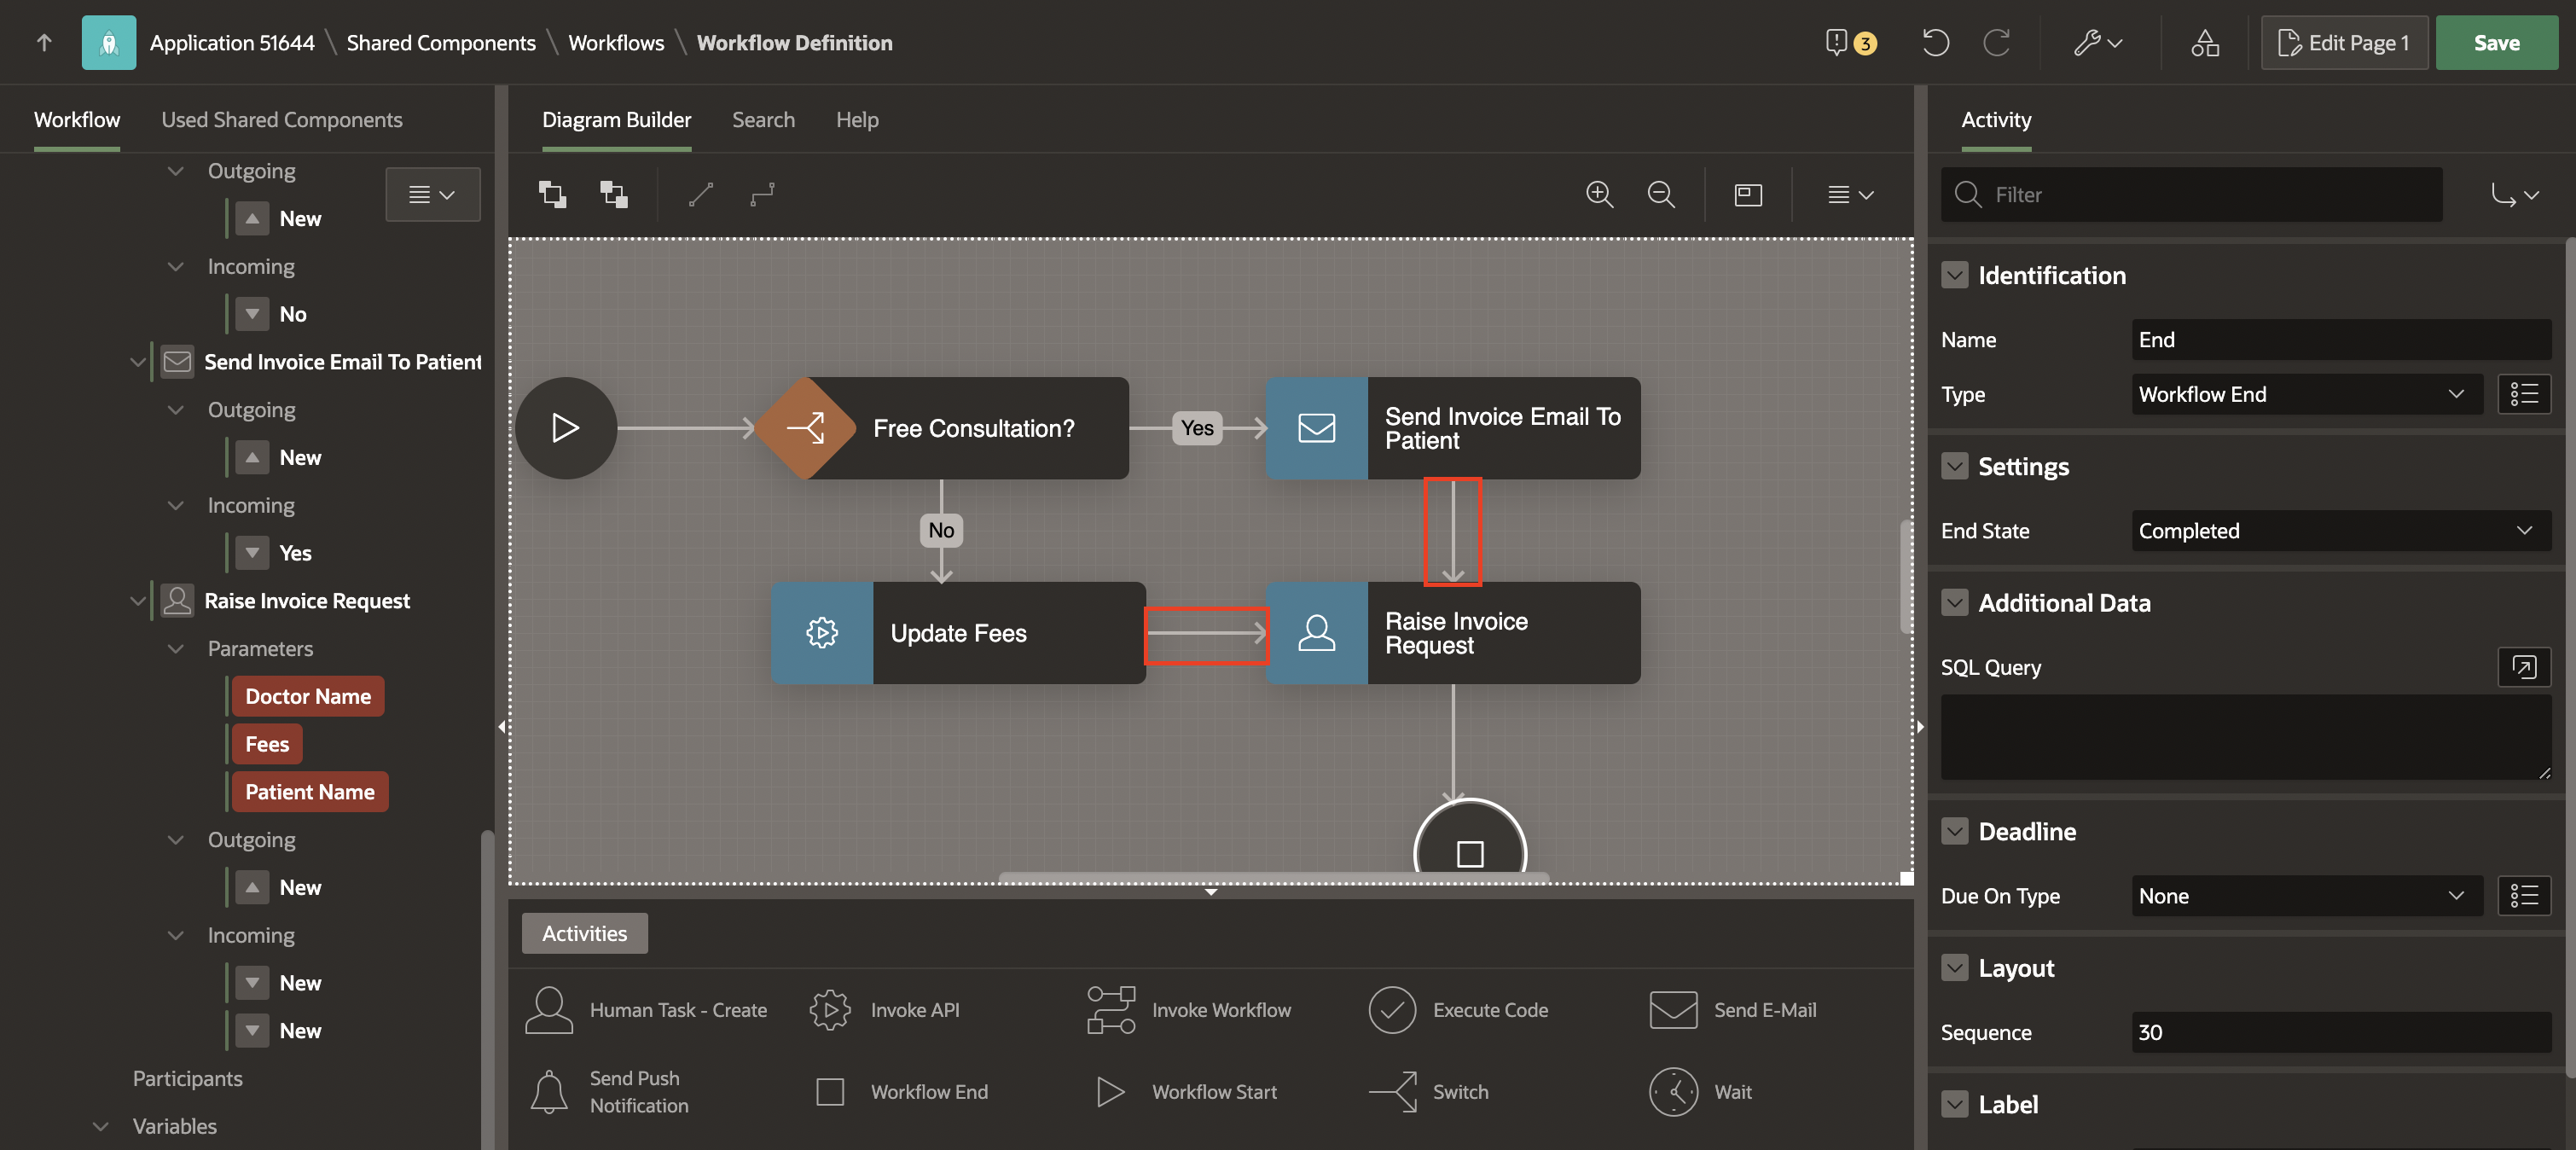 Application 51644 \ Shared Components \ Workflows \ Workflow Definition
3
Edit Page 1
Save
Workflow
Used Shared Components
Outgoing
New
Incoming
No
Send Invoice Email To Patient
Outgoing
New
Incoming
Yes
Raise Invoice Request
Parameters
Doctor Name
Fees
Patient Name
Outgoing
New
Incoming
New
New
Participants
Variables
Diagram Builder
Search
Help
Free Consultation?
Yes
Send Invoice Email To
Patient
No
Update Fees
Raise Invoice
Request
Activities
Human Task - Create
Invoke API
Invoke Workflow
Execute Code
Send E-Mail
Send Push
Notification
Workflow End
Workflow Start
Switch
Wait
Activity
Filter
Identification
Name
End
Type
Workflow End
Settings
End State
Completed
Additional Data
SQL Query
Deadline
Due On Type
None
Layout
Sequence
30
Label